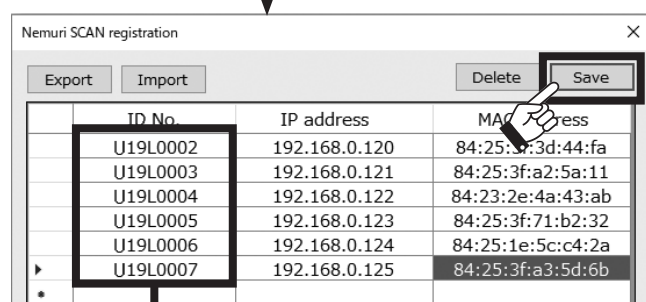 Nemuri SCAN registration
Export Import Delete Save
ID No. IP address
U19L0002 192.168.0.120
U19L0003 192.168.0.121 84:25:3f:a2:5a:11
U19L0004 192.168.0.122 84:23:2e:4a:43:ab
U19L0005 192.168.0.123 84:25:3f:71:b2:32
U19L0006 192.168.0.124 84:25:1e:5c:c4:2a
U19L0007 192.168.0.125 84:25:3f:a3:5d:6b